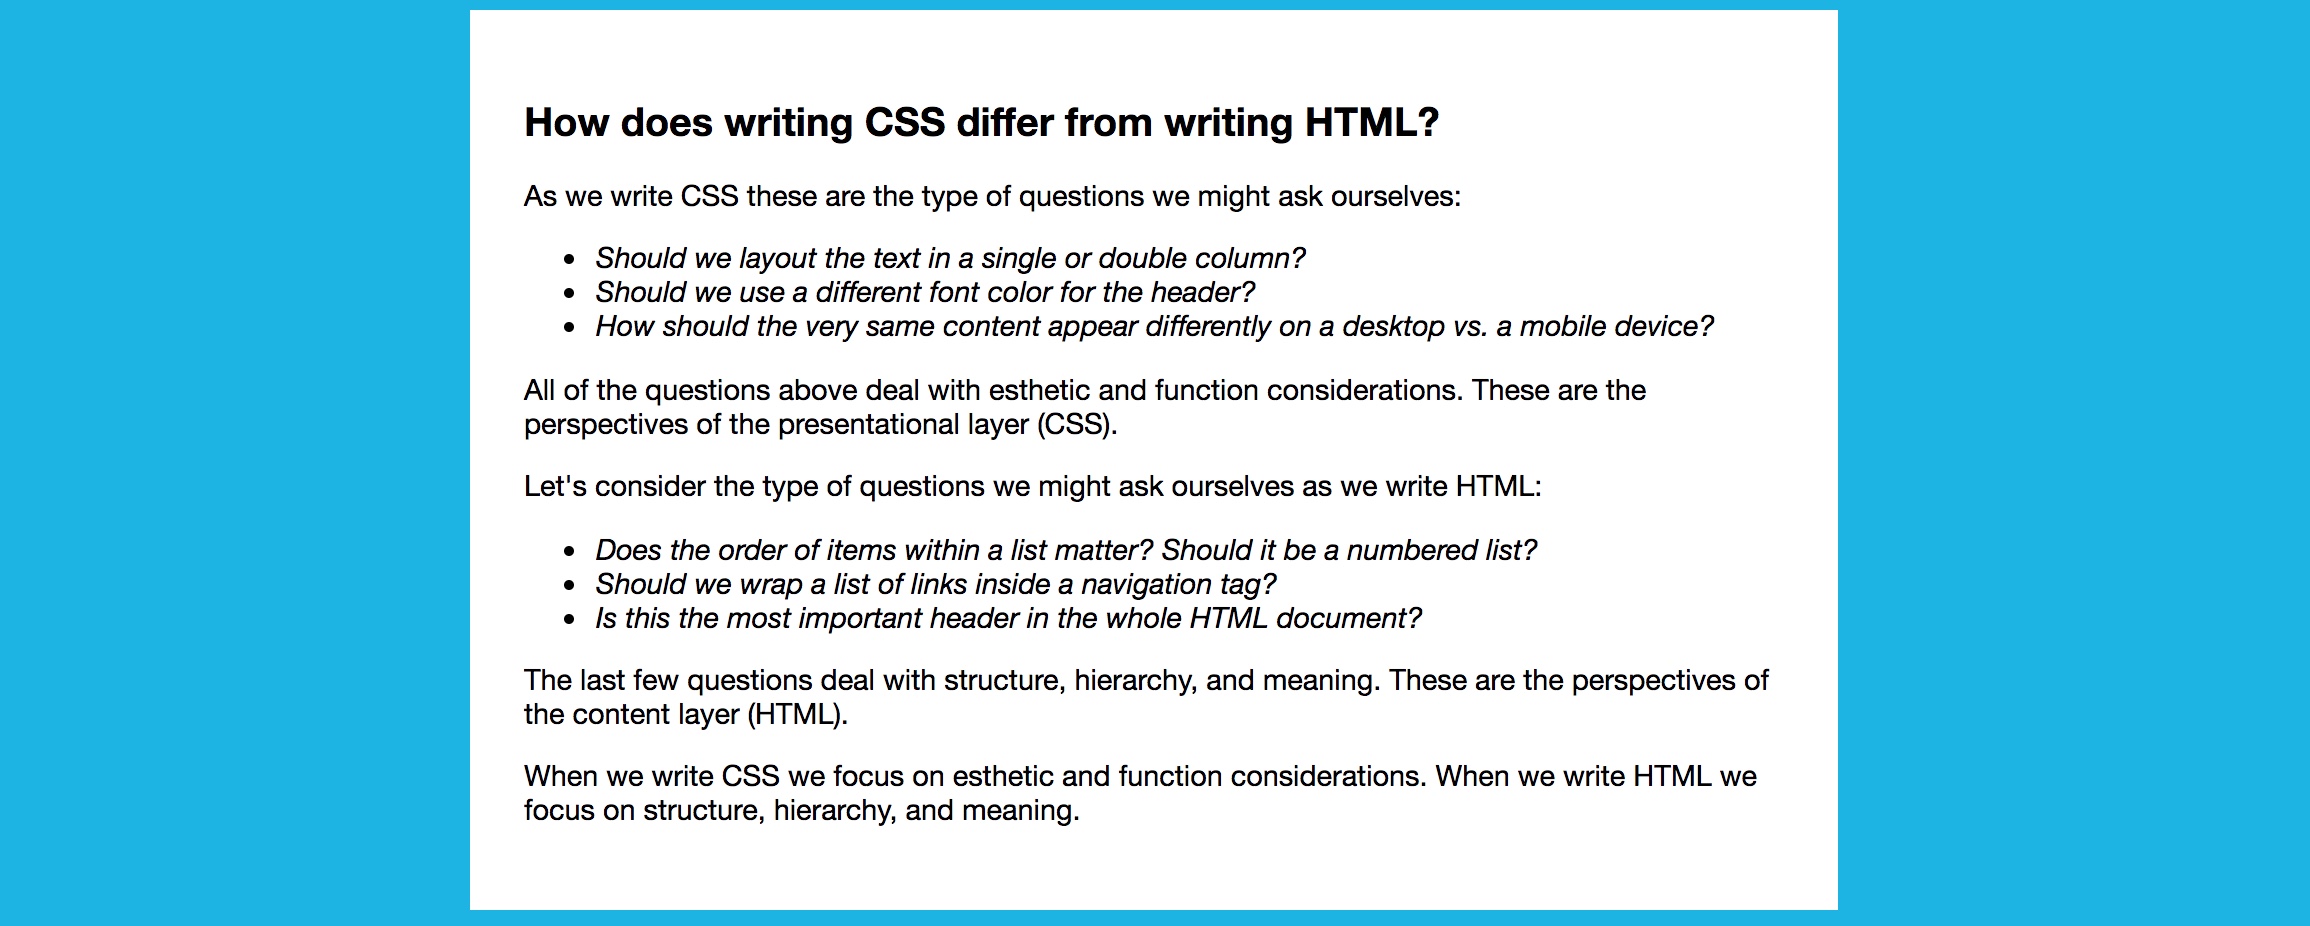 How does writing CSS differ from writing HTML?
As we write CSS these are the type of questions we might ask ourselves:
• Should we layout the text in a single or double column?
• Should we use a different font color for the header?
• How should the very same content appear differently on a desktop vs. a mobile device?
All of the questions above deal with esthetic and function considerations. These are the
perspectives of the presentational layer (CSS).
Let's consider the type of questions we might ask ourselves as we write HTML:
• Does the order of items within a list matter? Should it be a numbered list?
• Should we wrap a list of links inside a navigation tag?
• Is this the most important header in the whole HTML document?
The last few questions deal with structure, hierarchy, and meaning. These are the perspectives of
the content layer (HTML).
When we write CSS we focus on esthetic and function considerations. When we write HTML we
focus on structure, hierarchy, and meaning.